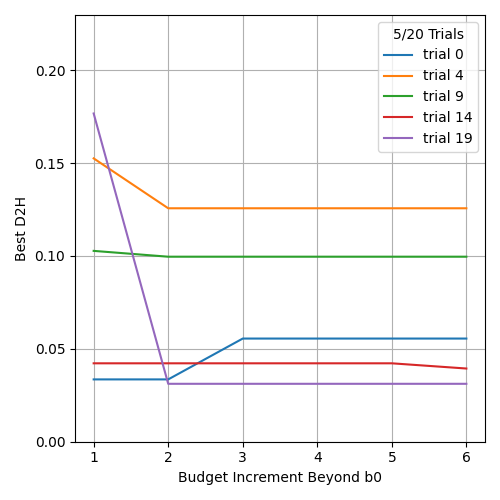 5/20 Trials
trial 0
trial 4
trial 9
trial 14
trial 19
0.20
0.15
0.10
0.05
0.00
Best D2H
1 2 3 4 5 6
Budget Increment Beyond b0